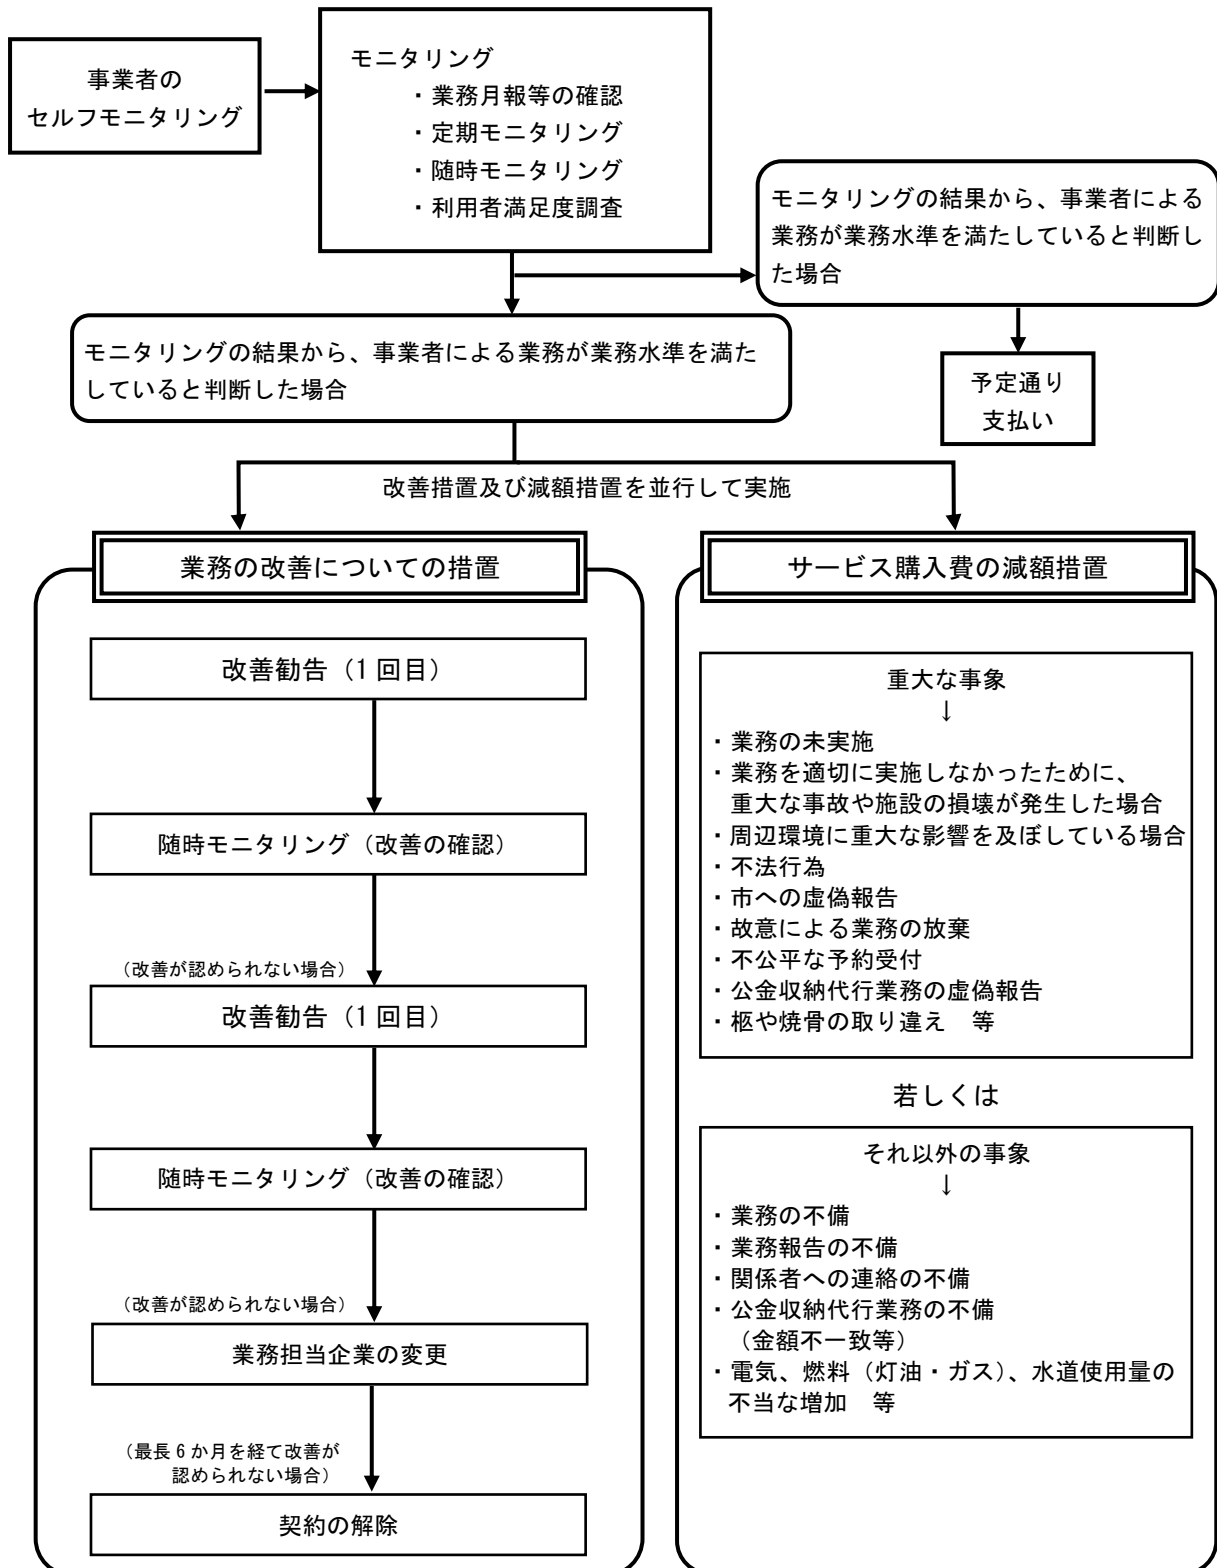 事業者の
セルフモニタリング
モニタリング
・業務月報等の確認
・定期モニタリング
・随時モニタリング
・利用者満足度調査
モニタリングの結果から、事業者による
業務が業務水準を満たしていると判断し
た場合
モニタリングの結果から、事業者による業務が業務水準を満た
していると判断した場合
予定通り
支払い
改善措置及び減額措置を並行して実施
業務の改善についての措置
改善勧告（1回目）
随時モニタリング（改善の確認）
（改善が認められない場合）
改善勧告（1回目）
随時モニタリング（改善の確認）
（改善が認められない場合）
業務担当企業の変更
（最長6か月を経て改善が
認められない場合）
契約の解除
サービス購入費の減額措置
重大な事象
↓
・業務の未実施
・業務を適切に実施しなかったために、
重大な事故や施設の損壊が発生した場合
・周辺環境に重大な影響を及ぼしている場合
・不法行為
・市への虚偽報告
・故意による業務の放棄
・不公平な予約受付
・公金収納代行業務の虚偽報告
・柩や焼骨の取り違え　等
若しくは
それ以外の事象
↓
・業務の不備
・業務報告の不備
・関係者への連絡の不備
・公金収納代行業務の不備
（金額不一致等）
・電気、燃料（灯油・ガス）、水道使用量の
不当な増加　等